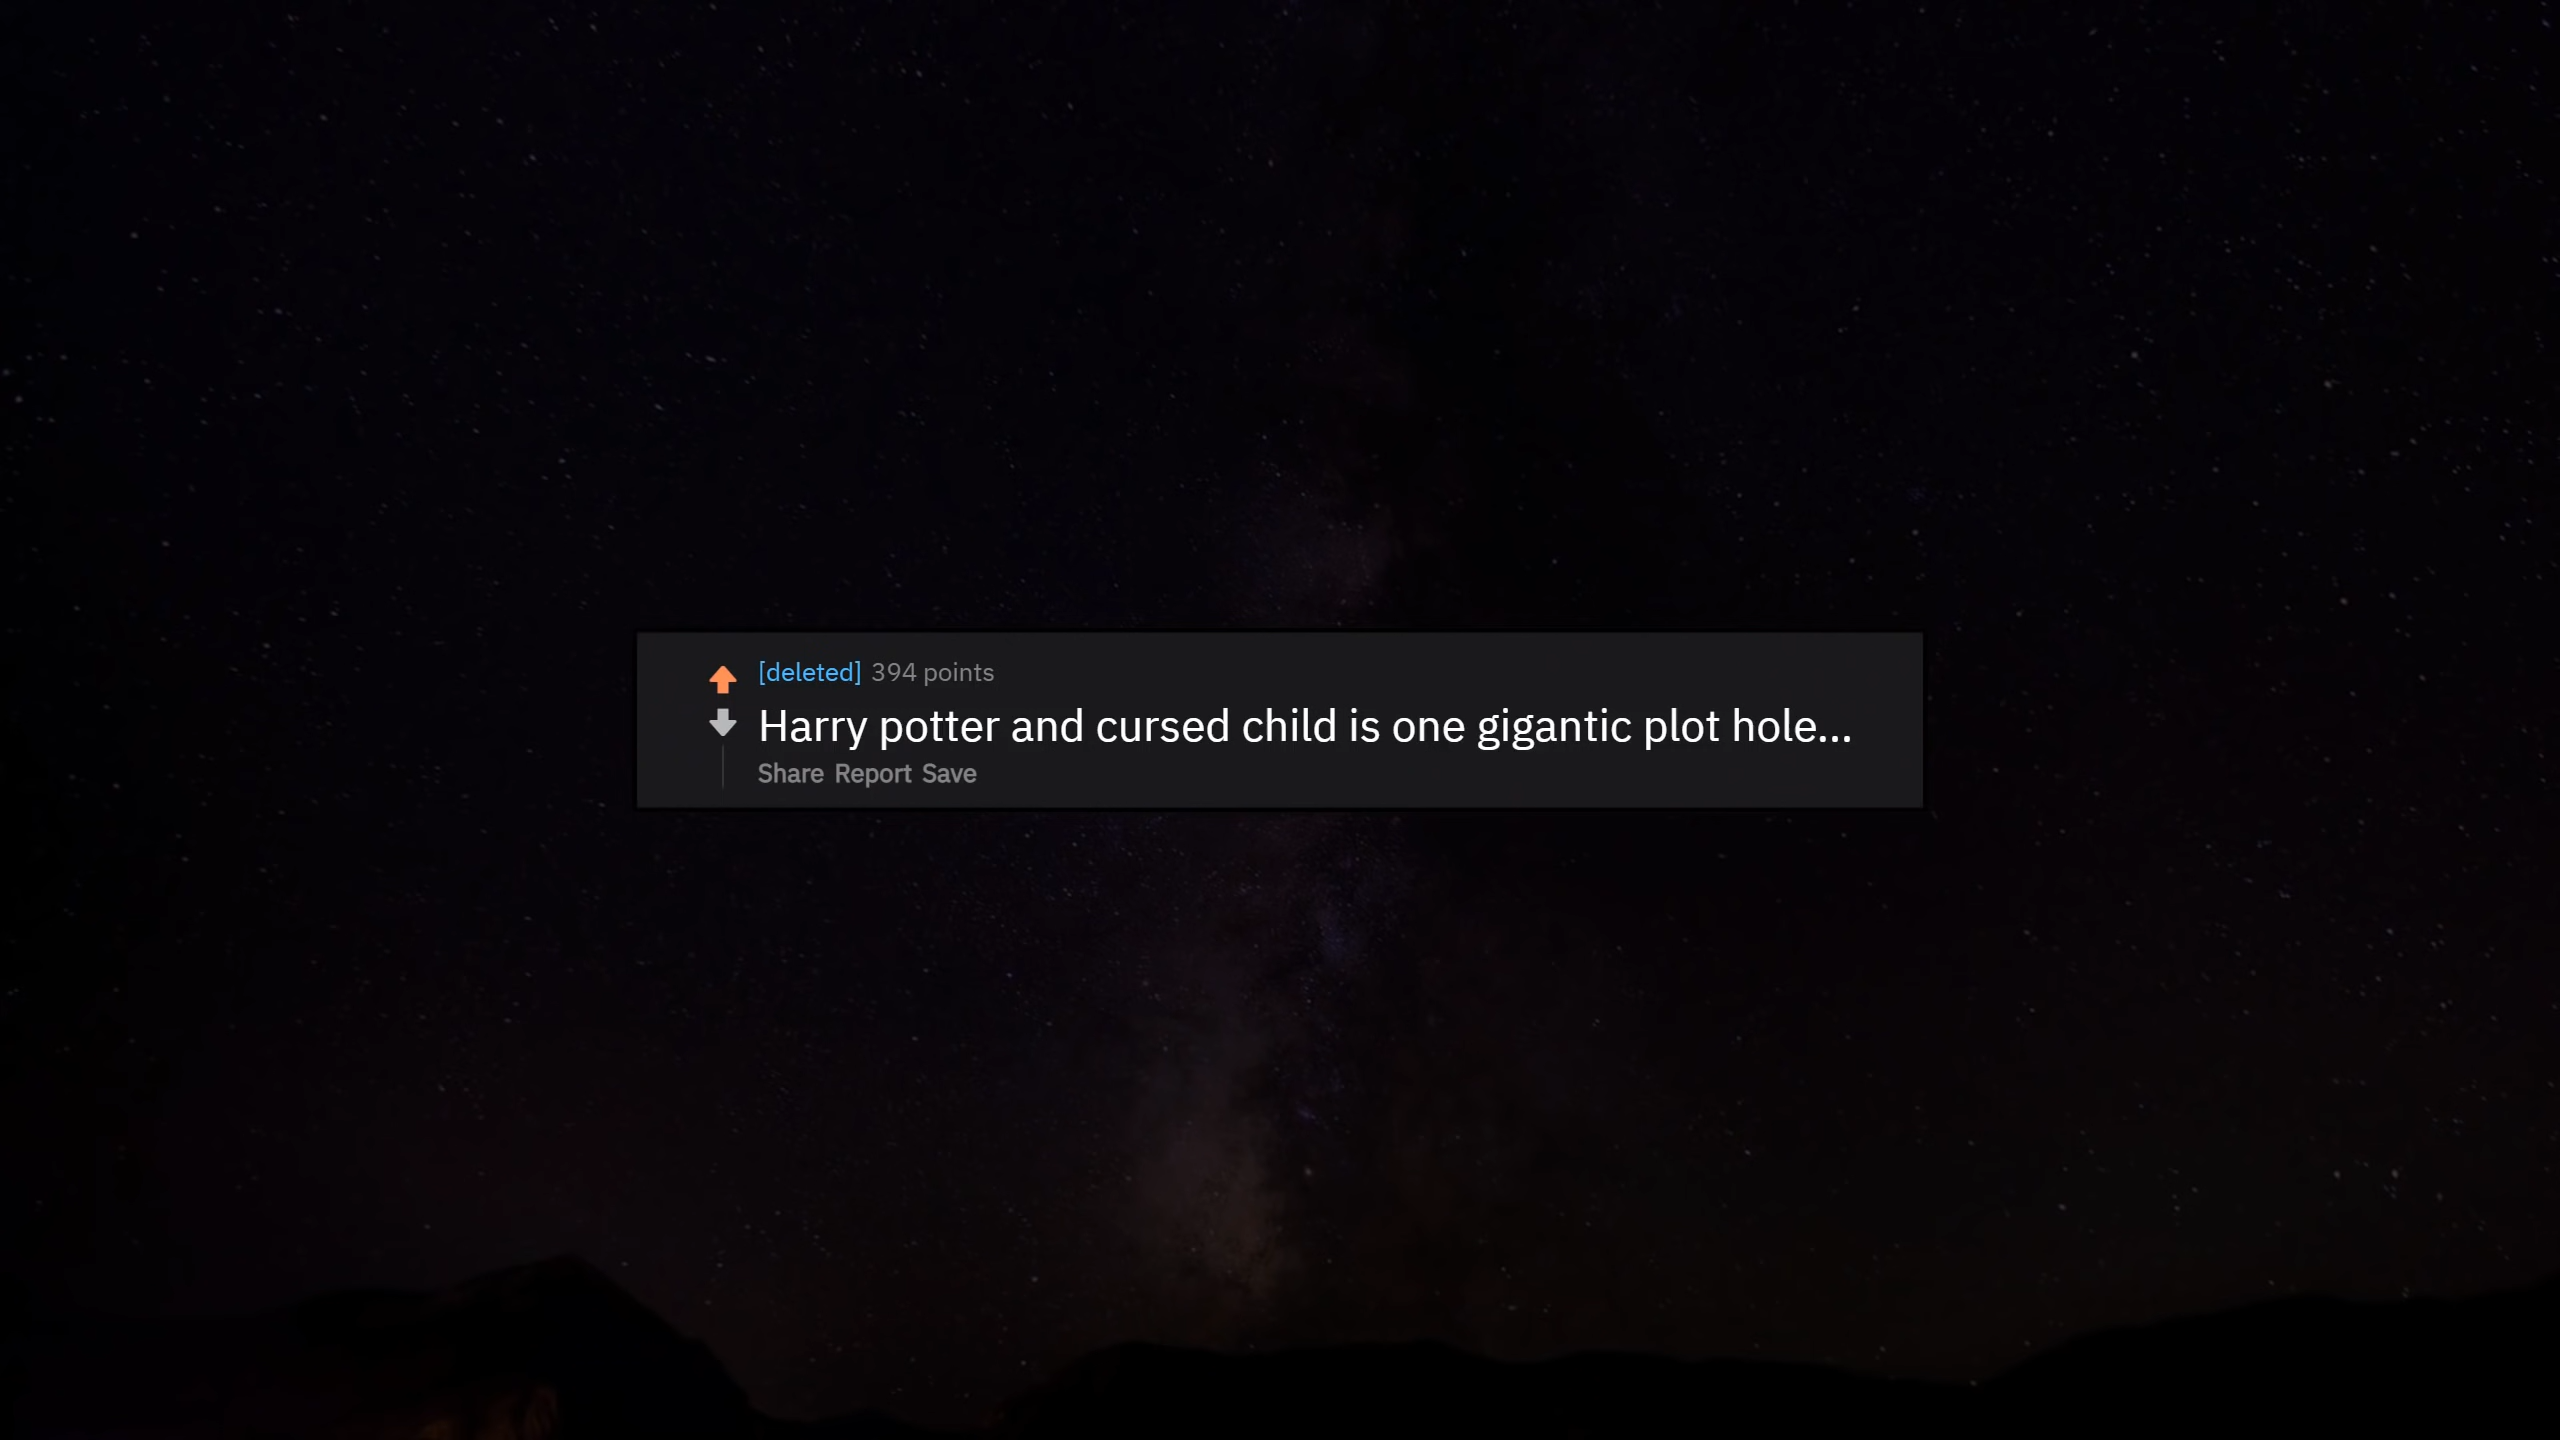 [deleted] 394 points
Harry potter and cursed child is one gigantic plot hole...
Share Report Save